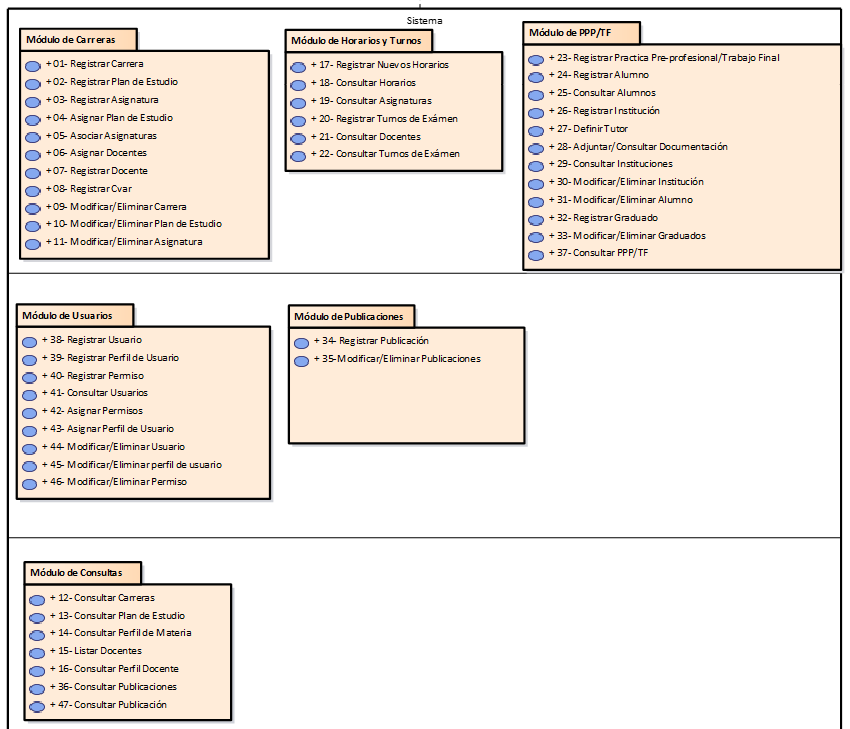 Sistema
Módulo de Carreras
+ 01- Registrar Carrera
+ 02- Registrar Plan de Estudio
+ 03- Registrar Asignatura
+ 04- Asignar Plan de Estudio
+ 05- Asociar Asignaturas
+ 06- Asignar Docentes
+ 07- Registrar Docente
+ 08- Registrar Cvar
+ 09- Modificar/Eliminar Carrera
+ 10- Modificar/Eliminar Plan de Estudio
+ 11- Modificar/Eliminar Asignatura
Módulo de Horarios y Turnos
+ 17- Registrar Nuevos Horarios
+ 18- Consultar Horarios
+ 19- Consultar Asignaturas
+ 20- Registrar Turnos de Exámen
+ 21- Consultar Docentes
+ 22- Consultar Turnos de Exámen
Módulo de PPP/TF
+ 23- Registrar Practica Pre-profesional/Trabajo Final
+ 24- Registrar Alumno
+ 25- Consultar Alumnos
+ 26- Registrar Institución
+ 27- Definir Tutor
+ 28- Adjuntar/Consultar Documentación
+ 29- Consultar Instituciones
+ 30- Modificar/Eliminar Institución
+ 31- Modificar/Eliminar Alumno
+ 32- Registrar Graduado
+ 33- Modificar/Eliminar Graduados
+ 37- Consultar PPP/TF
Módulo de Usuarios
+ 38- Registrar Usuario
+ 39- Registrar Perfil de Usuario
+ 40- Registrar Permiso
+ 41- Consultar Usuarios
+ 42- Asignar Permisos
+ 43- Asignar Perfil de Usuario
+ 44- Modificar/Eliminar Usuario
+ 45- Modificar/Eliminar perfil de usuario
+ 46- Modificar/Eliminar Permiso
Módulo de Publicaciones
+ 34- Registrar Publicación
+ 35-Modificar/Eliminar Publicaciones
Módulo de Consultas
+ 12- Consultar Carreras
+ 13- Consultar Plan de Estudio
+ 14- Consultar Perfil de Materia
+ 15- Listar Docentes
+ 16- Consultar Perfil Docente
+ 36- Consultar Publicaciones
+ 47- Consultar Publicación